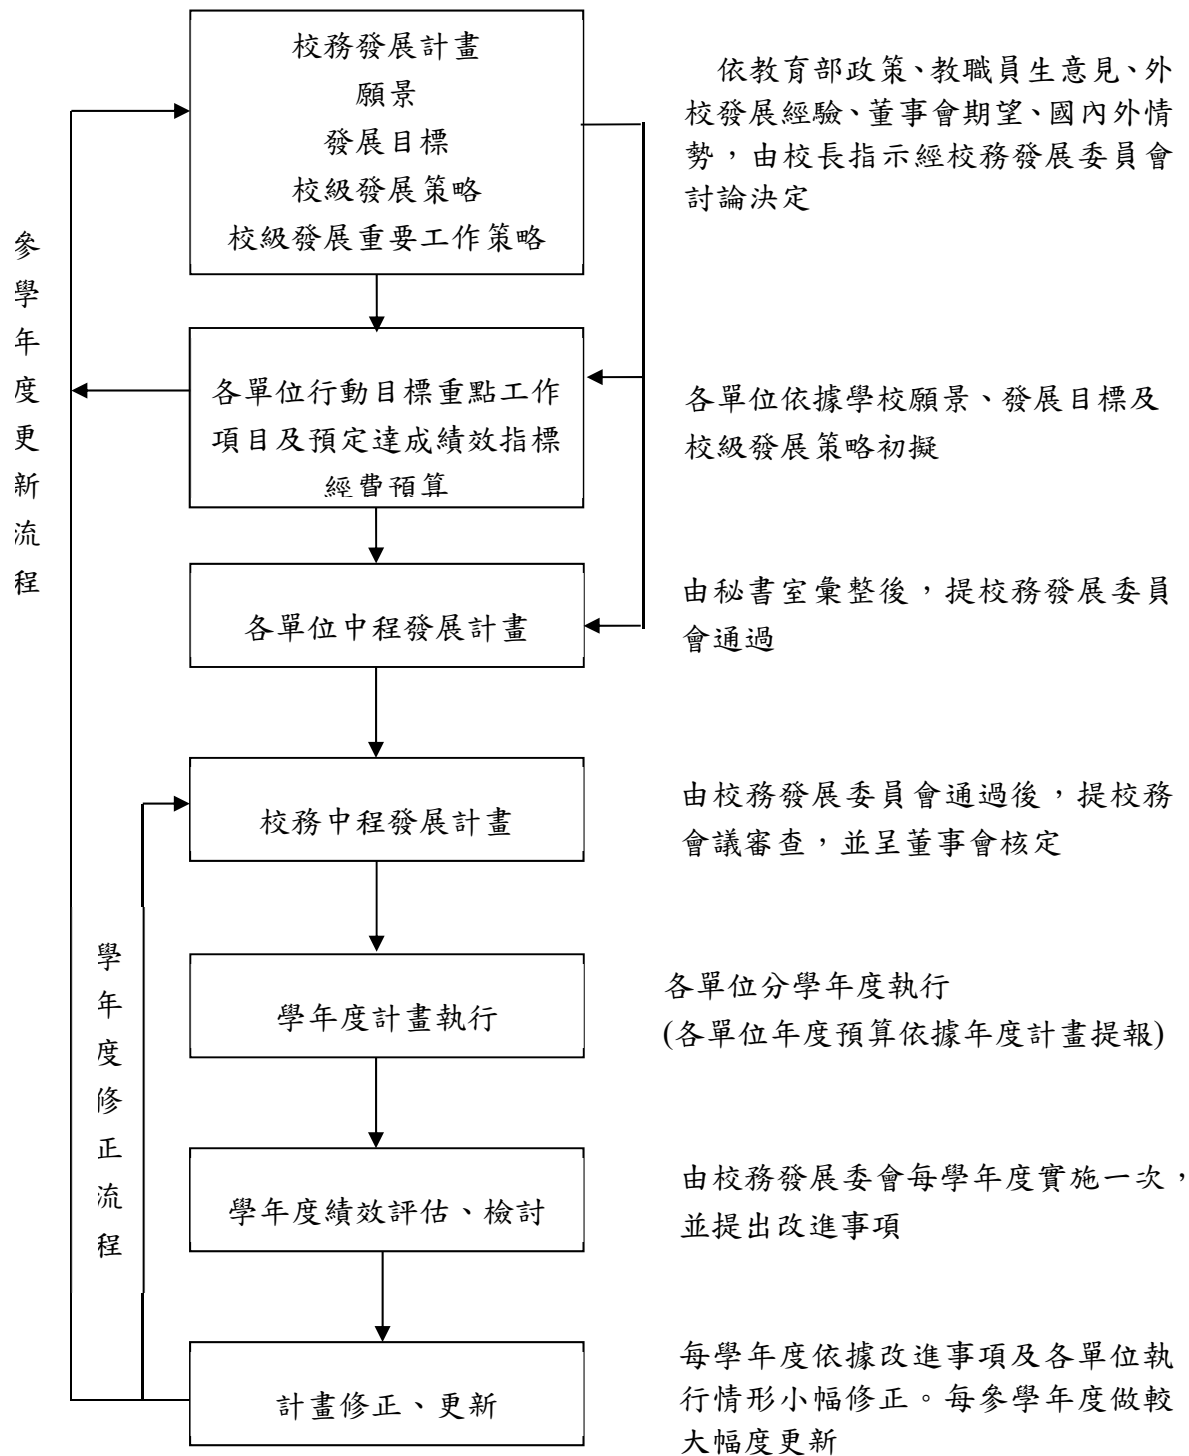 校務發展計畫
願景
發展目標
校級發展策略
校級發展重要工作策略
依教育部政策、教職員生意見、外
校發展經驗、董事會期望、國內外情
勢，由校長指示經校務發展委員會
討論決定
參學年度更新流程
各單位行動目標重點工作
項目及預定達成績效指標
經費預算
各單位依據學校願景、發展目標及
校級發展策略初擬
各單位中程發展計畫
由秘書室彙整後，提校務發展委員
會通過
校務中程發展計畫
由校務發展委員會通過後，提校務
會議審查，並呈董事會核定
學年度修正流程
學年度計畫執行
各單位分學年度執行
(各單位年度預算依據年度計畫提報)
學年度績效評估、檢討
由校務發展委會每學年度實施一次，
並提出改進事項
計畫修正、更新
每學年度依據改進事項及各單位執
行情形小幅修正。每參學年度做較
大幅度更新